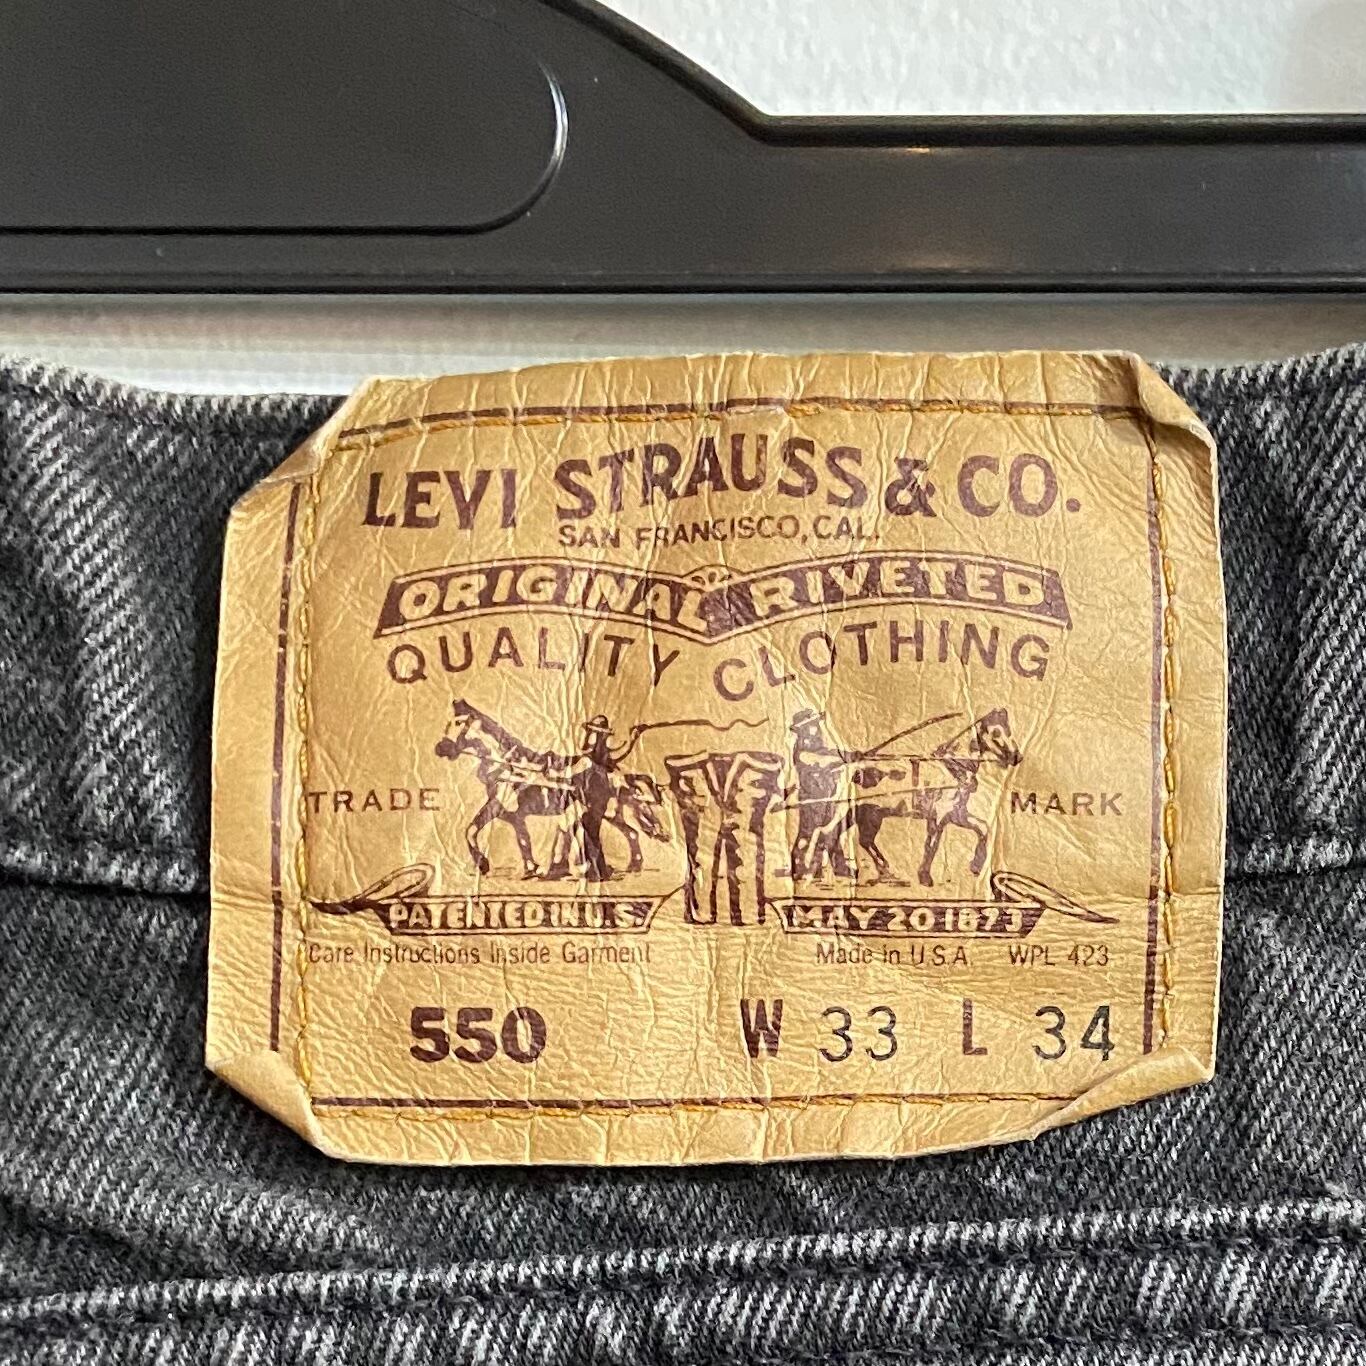 LEVI STRAUSS & CO.
SAN FRANCISCO, CAL.
ORIGINAL RIVETED
QUALITY CLOTHING
TRADE MARK
PATENTED IN U.S. MAY 20 1873
Care Instructions Inside Garment Made in U.S.A. WPL 423
550 W 33 L 34